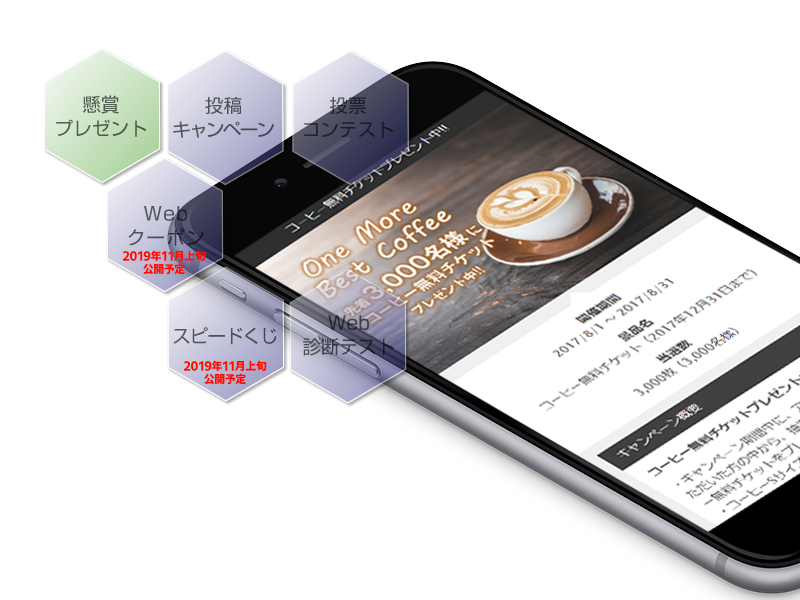 懸賞
プレゼント
投稿
キャンペーン
投票
コンテスト
Web
クーポン
2019年11月上旬
公開予定
スピードくじ
2019年11月上旬
公開予定
Web
診断テスト
コーヒー無料チケットプレゼント中!!
One More
Best Coffee
先着3,000名様に
コーヒー無料チケット
プレゼント中!!
開催期間
2017/8/1 ～ 2017/8/31
景品名
コーヒー無料チケット (2017年12月31日まで)
当選数
3,000枚 (3,000名様)
キャンペーン概要
コーヒー無料チケットプレゼント
・キャンペーン期間中に、ア
ただいた方の中から、抽
ー無料チケットをプレ
・コーヒーSサイ